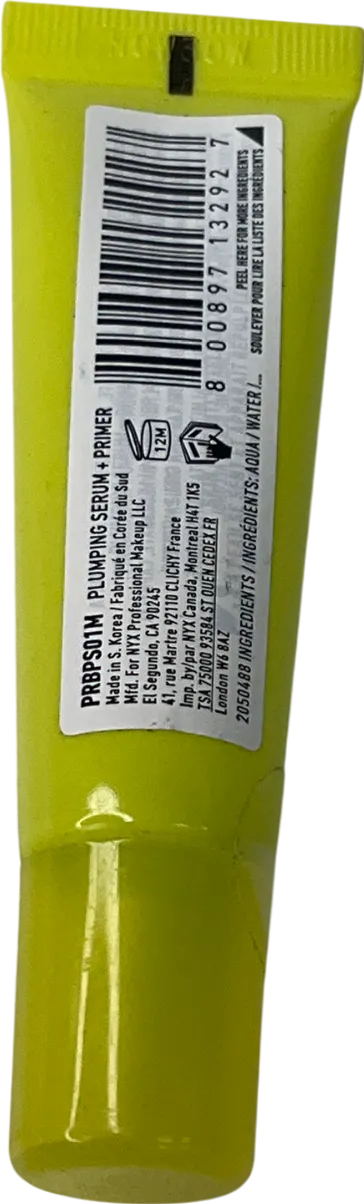 PRBPS01M PLUMPING SERUM + PRIMER
Made in S. Korea / Fabriqué en Corée du Sud
Mfd. For NYX Professional Makeup LLC
El Segundo, CA 90245
41, rue Martre 92110 CLICHY France
Imp. by/par NYX Canada, Montreal H4T 1K5
TSA 75000 93584 ST OUEN CEDEX FR
London W6 8AZ
2050488 INGREDIENTS / INGRÉDIENTS: AQUA / WATER /...
12M
8 00897 13292 7
PEEL HERE FOR MORE INGREDIENTS
SOULEVER POUR LIRE LA LISTE DES INGRÉDIENTS